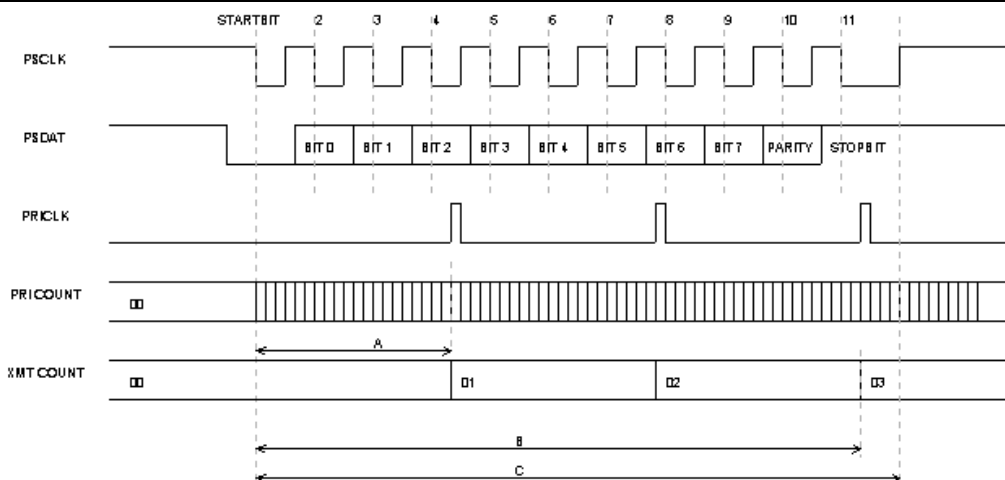 STARTBIT 2 3 4 5 6 7 8 9 10 11
PSCLK
PSDAT BIT 0 BIT 1 BIT 2 BIT 3 BIT 4 BIT 5 BIT 6 BIT 7 PARITY STOPBIT
PRICLK
PRICOUNT 00
A
XMTCOUNT 00 01 02 03
B
C